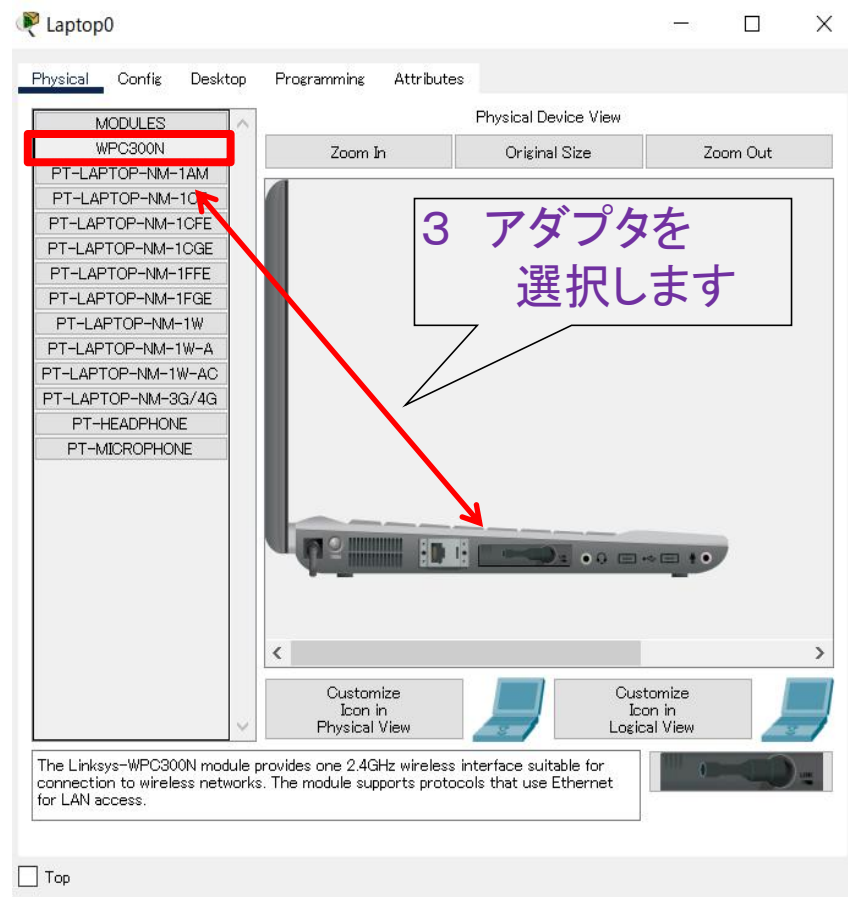 Laptop0
Physical Config Desktop Programming Attributes
MODULES
WPC300N
PT-LAPTOP-NM-1AM
PT-LAPTOP-NM-1C
PT-LAPTOP-NM-1CFE
PT-LAPTOP-NM-1CGE
PT-LAPTOP-NM-1FFE
PT-LAPTOP-NM-1FGE
PT-LAPTOP-NM-1W
PT-LAPTOP-NM-1W-A
PT-LAPTOP-NM-1W-AC
PT-LAPTOP-NM-3G/4G
PT-HEADPHONE
PT-MICROPHONE
Physical Device View
Zoom In Original Size Zoom Out
3 アダプタを
選択します
Customize
Icon in
Physical View
Customize
Icon in
Logical View
The Linksys-WPC300N module provides one 2.4GHz wireless interface suitable for
connection to wireless networks. The module supports protocols that use Ethernet
for LAN access.
Top